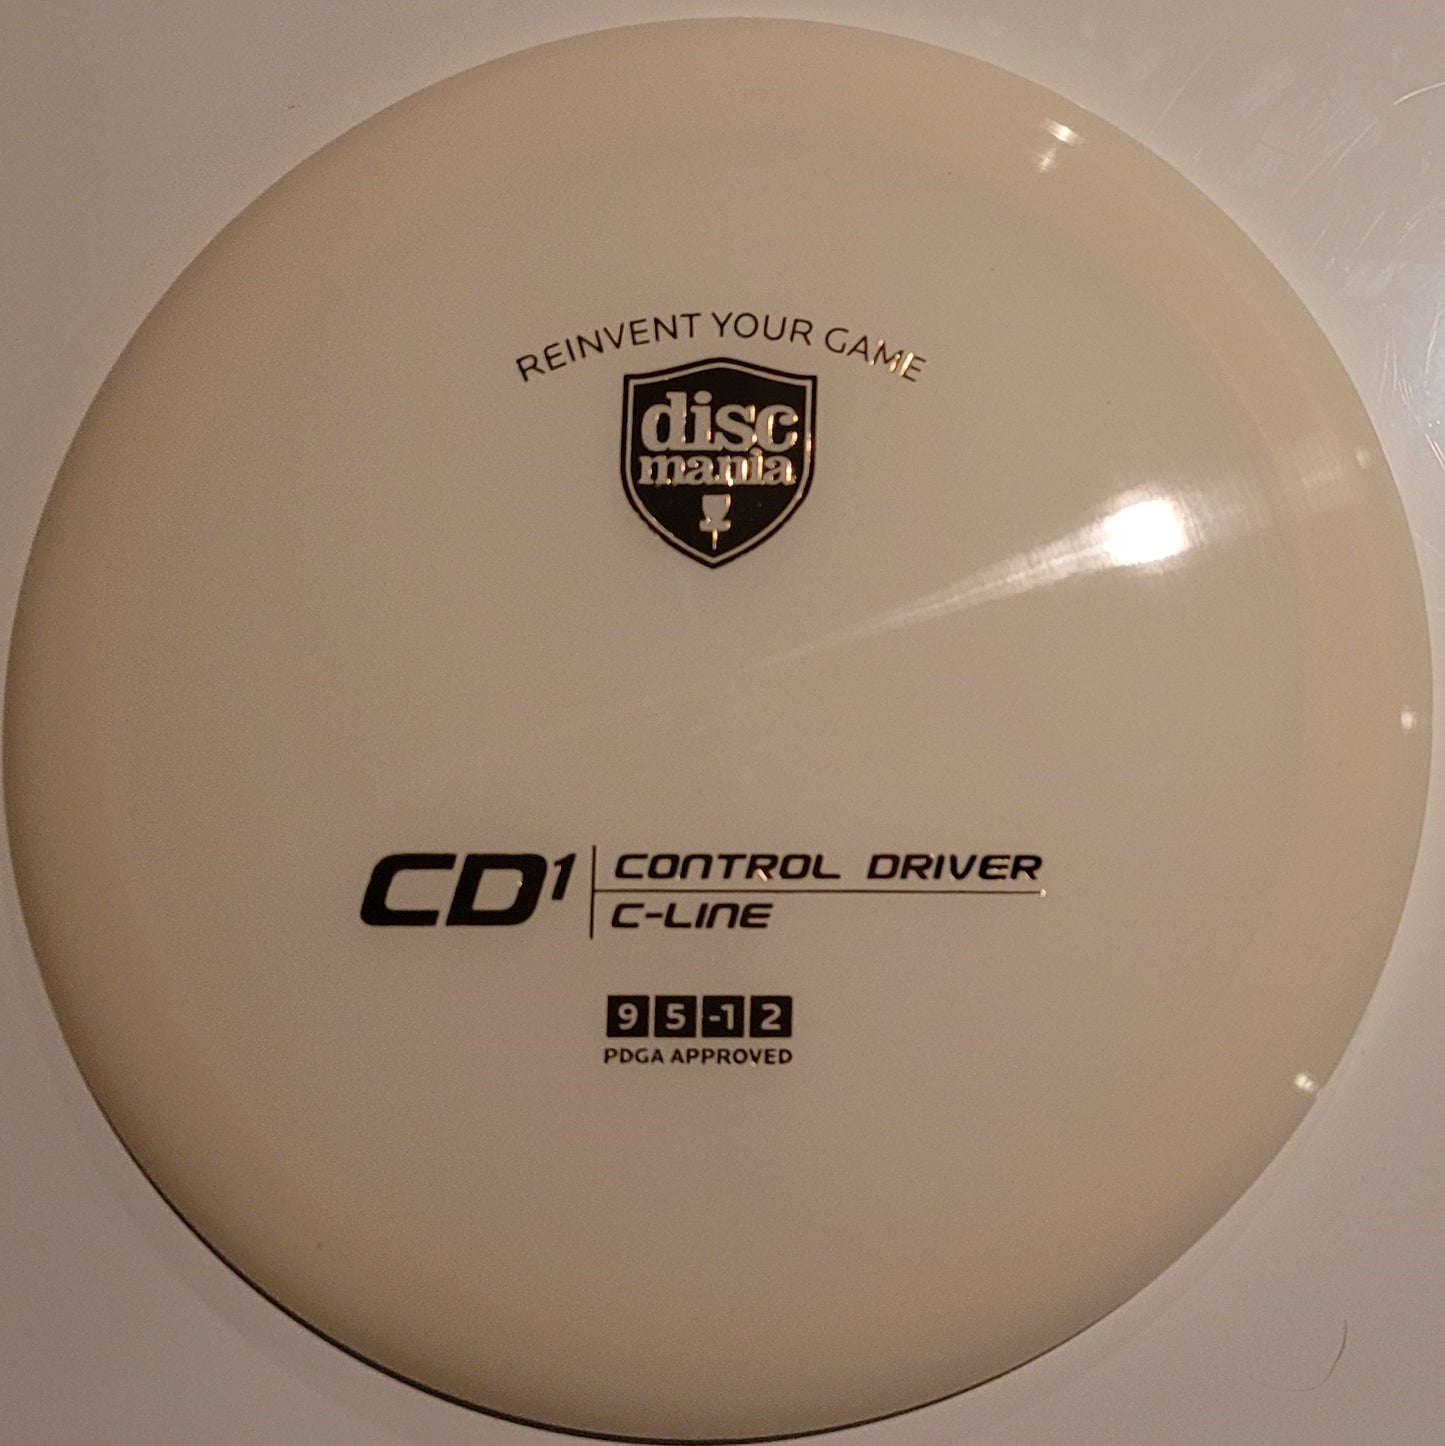 REINVENT YOUR GAME
disc
mania
CD1
CONTROL DRIVER
C-LINE
9 5 -1 2
PDGA APPROVED